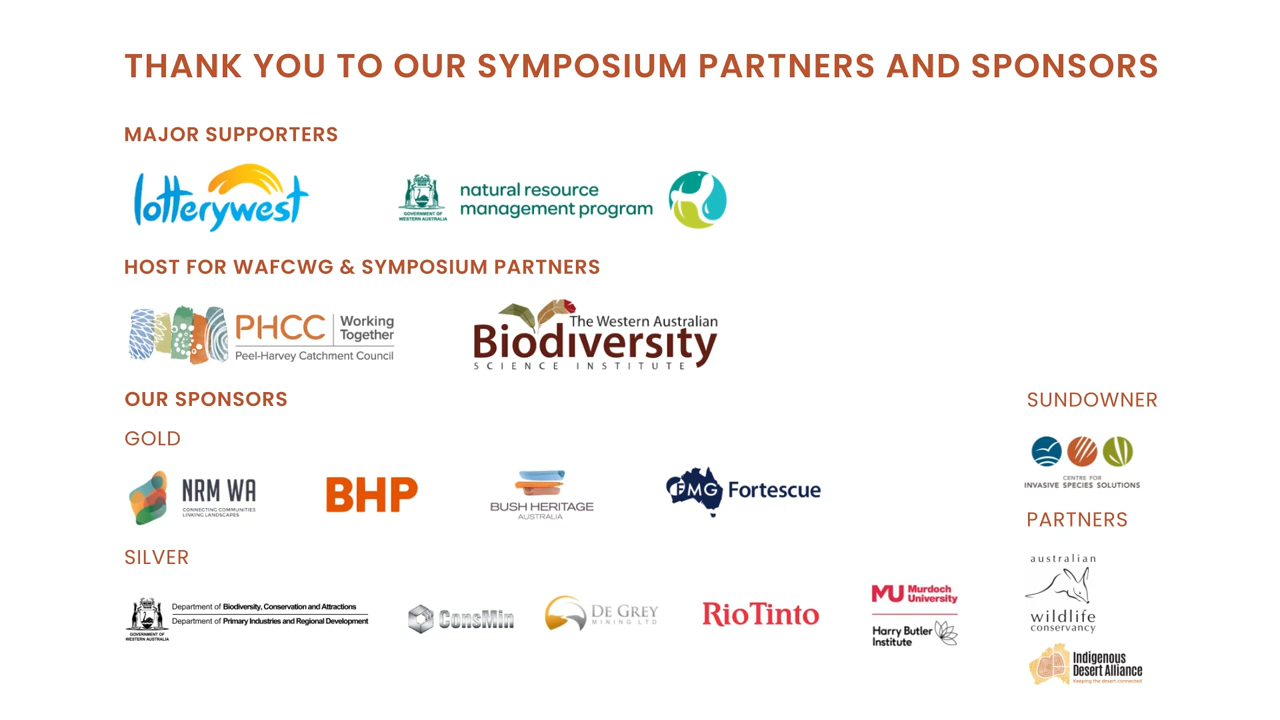 THANK YOU TO OUR SYMPOSIUM PARTNERS AND SPONSORS
MAJOR SUPPORTERS
lotterywest
GOVERNMENT OF
WESTERN AUSTRALIA
natural resource
management program
HOST FOR WAFCWG & SYMPOSIUM PARTNERS
PHCC
Working
Together
Peel-Harvey Catchment Council
The Western Australian
Biodiversity
SCIENCE INSTITUTE
OUR SPONSORS
GOLD
NRM WA
CONNECTING COMMUNITIES
LINKING LANDSCAPES
BHP
BUSH HERITAGE
AUSTRALIA
FMG Fortescue
SILVER
GOVERNMENT OF
WESTERN AUSTRALIA
Department of Biodiversity, Conservation and Attractions
Department of Primary Industries and Regional Development
ConsMin
DE GREY
MINING LTD
RioTinto
MU Murdoch
University
Harry Butler
Institute
SUNDOWNER
CENTRE FOR
INVASIVE SPECIES SOLUTIONS
PARTNERS
australian
wildlife
conservancy
Indigenous
Desert Alliance
Keeping the desert connected